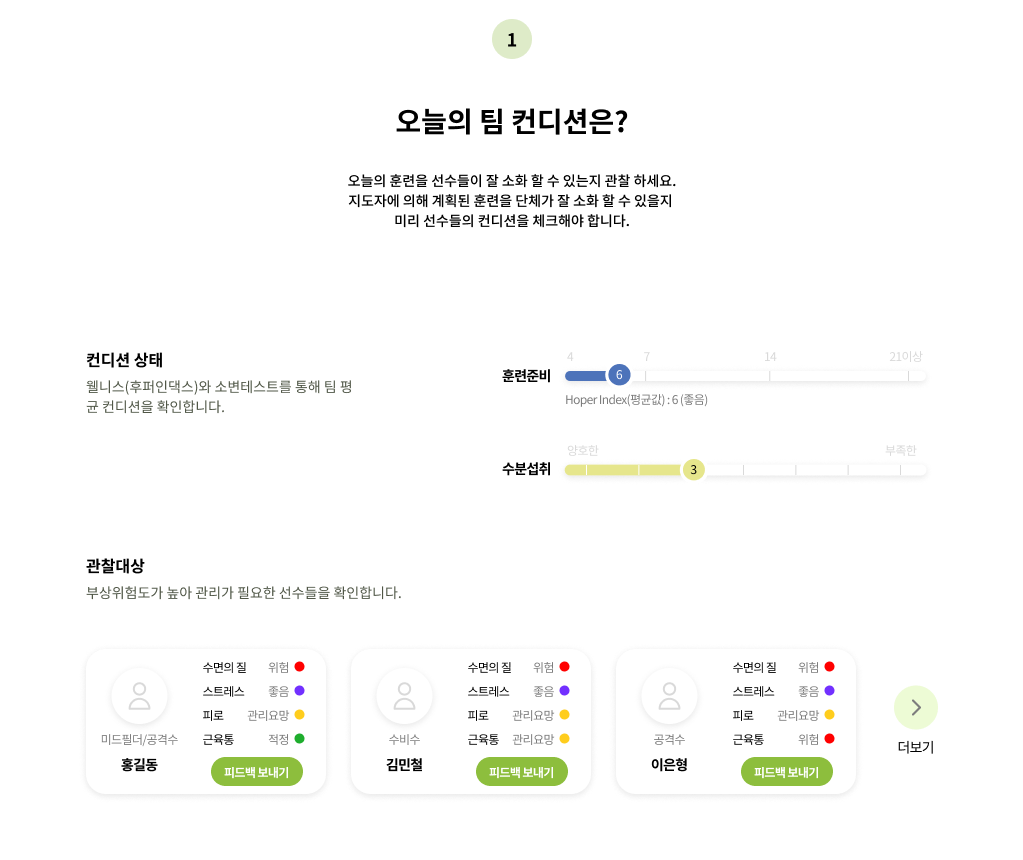 1
오늘의 팀 컨디션은?
오늘의 훈련을 선수들이 잘 소화 할 수 있는지 관찰 하세요.
지도자에 의해 계획된 훈련을 단체가 잘 소화 할 수 있을지
미리 선수들의 컨디션을 체크해야 합니다.
컨디션 상태
웰니스(후퍼인댁스)와 소변테스트를 통해 팀 평
균 컨디션을 확인합니다.
4 7 14 21이상
훈련준비 6
Hoper Index(평균값) : 6 (좋음)
양호한 부족한
수분섭취 3
관찰대상
부상위험도가 높아 관리가 필요한 선수들을 확인합니다.
미드필더/공격수
홍길동
수면의 질 위험
스트레스 좋음
피로 관리요망
근육통 적정
피드백 보내기
수비수
김민철
수면의 질 위험
스트레스 좋음
피로 관리요망
근육통 관리요망
피드백 보내기
공격수
이은형
수면의 질 위험
스트레스 좋음
피로 관리요망
근육통 위험
피드백 보내기
더보기